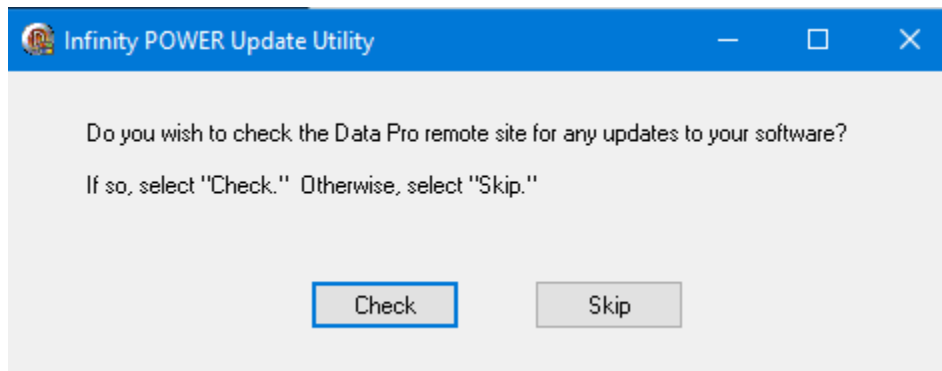 Infinity POWER Update Utility
Do you wish to check the Data Pro remote site for any updates to your software?
If so, select "Check."  Otherwise, select "Skip."
Check
Skip